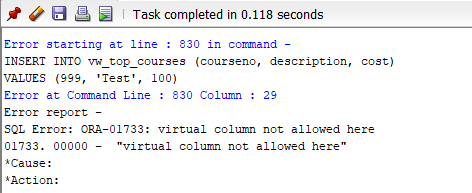 Task completed in 0.118 seconds
Error starting at line : 830 in command -
INSERT INTO vw_top_courses (courseno, description, cost)
VALUES (999, 'Test', 100)
Error at Command Line : 830 Column : 29
Error report -
SQL Error: ORA-01733: virtual column not allowed here
01733. 00000 -  "virtual column not allowed here"
*Cause:
*Action: